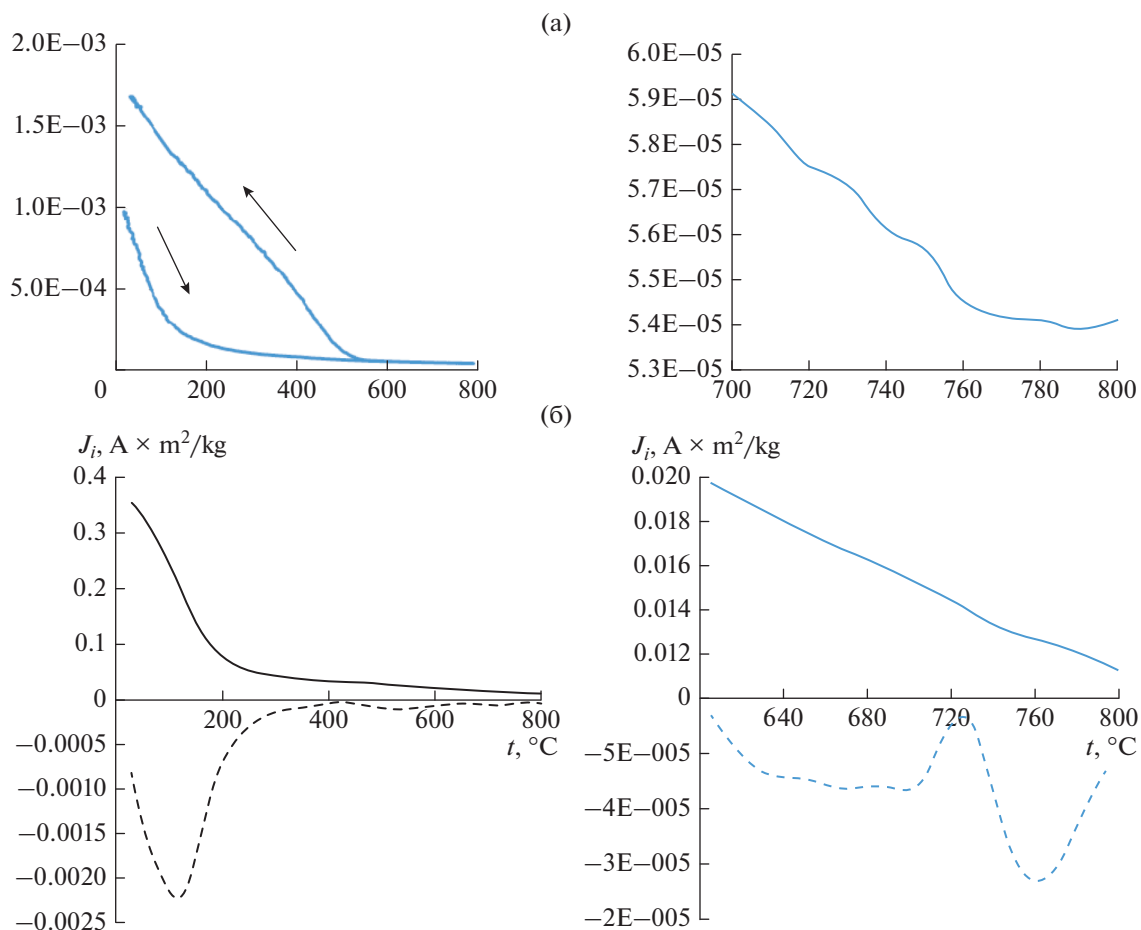 (а)
2.0E−03
1.5E−03
1.0E−03
5.0E−04
0 200 400 600 800
6.0E−05
5.9E−05
5.8E−05
5.7E−05
5.6E−05
5.5E−05
5.4E−05
5.3E−05
700 720 740 760 780 800
(б)
J_i, A × m²/kg
0.4
0.3
0.2
0.1
0
200 400 600 800
t, °C
−0.0005
−0.0010
−0.0015
−0.0020
−0.0025
J_i, A × m²/kg
0.020
0.018
0.016
0.014
0.012
0
640 680 720 760 800
t, °C
−5E−005
−4E−005
−3E−005
−2E−005